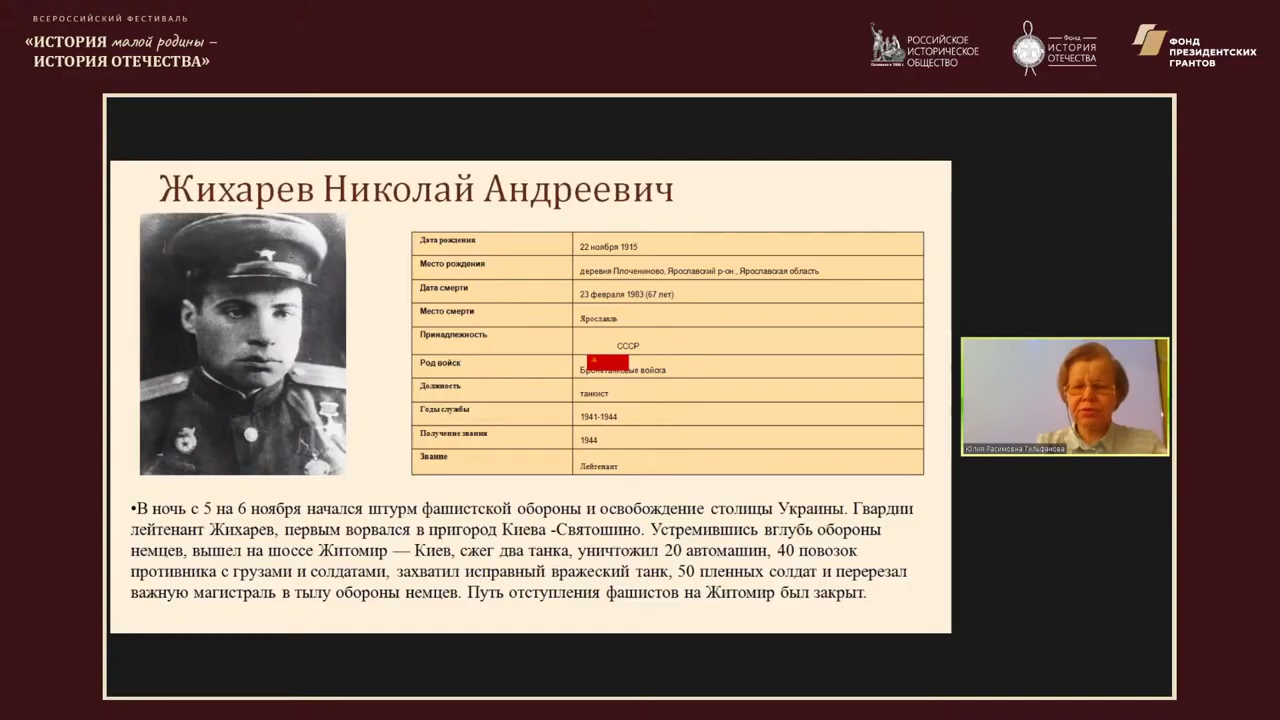 ВСЕРОССИЙСКИЙ ФЕСТИВАЛЬ
«ИСТОРИЯ малой родины –
ИСТОРИЯ ОТЕЧЕСТВА»
РОССИЙСКОЕ
ИСТОРИЧЕСКОЕ
ОБЩЕСТВО
Фонд
ИСТОРИЯ
ОТЕЧЕСТВА
ФОНД
ПРЕЗИДЕНТСКИХ
ГРАНТОВ
Жихарев Николай Андреевич
Дата рождения
22 ноября 1915
Место рождения
деревня Плочениново, Ярославский р-он., Ярославская область
Дата смерти
23 февраля 1983 (67 лет)
Место смерти
Ярославль
Принадлежность
СССР
Род войск
Бронетанковые войска
Должность
танкист
Годы службы
1941-1944
Получение звания
1944
Звание
Лейтенант
•В ночь с 5 на 6 ноября начался штурм фашистской обороны и освобождение столицы Украины. Гвардии
лейтенант Жихарев, первым ворвался в пригород Киева -Святошино. Устремившись вглубь обороны
немцев, вышел на шоссе Житомир — Киев, сжег два танка, уничтожил 20 автомашин, 40 повозок
противника с грузами и солдатами, захватил исправный вражеский танк, 50 пленных солдат и перерезал
важную магистраль в тылу обороны немцев. Путь отступления фашистов на Житомир был закрыт.
Юлия Расимовна Гильфанова